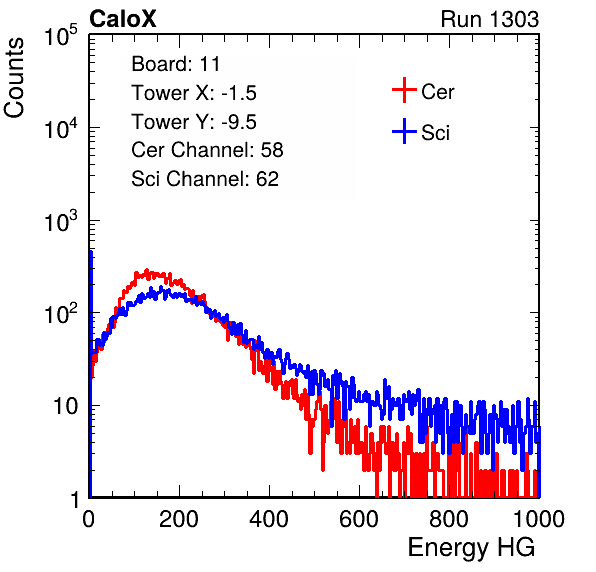 CaloX Run 1303
Counts
10^5
Board: 11
Tower X: -1.5
Tower Y: -9.5
Cer Channel: 58
Sci Channel: 62
Cer
Sci
10^4
10^3
10^2
10
1
0 200 400 600 800 1000
Energy HG